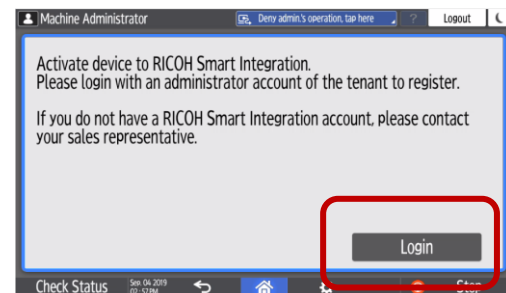 Machine Administrator Deny admin.'s operation, tap here ? Logout
Activate device to RICOH Smart Integration.
Please login with an administrator account of the tenant to register.
If you do not have a RICOH Smart Integration account, please contact
your sales representative.
Login
Check Status Sep. 04 2019 Stop
02:57PM